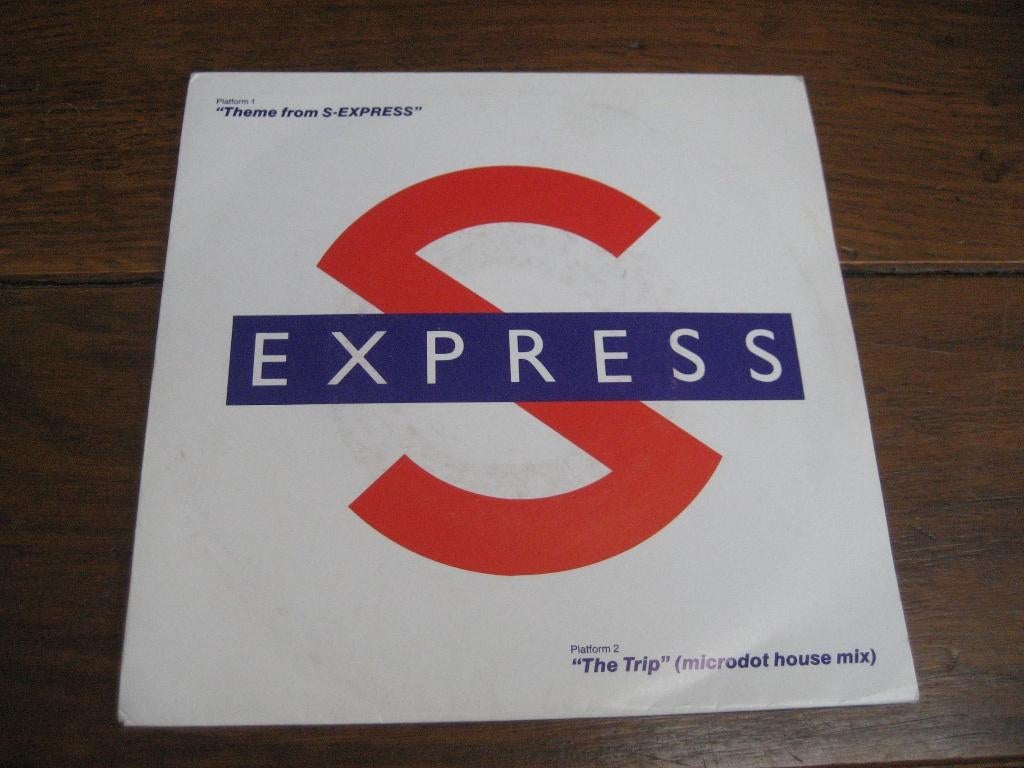 Platform 1
"Theme from S-EXPRESS"
S
EXPRESS
Platform 2
"The Trip" (microdot house mix)